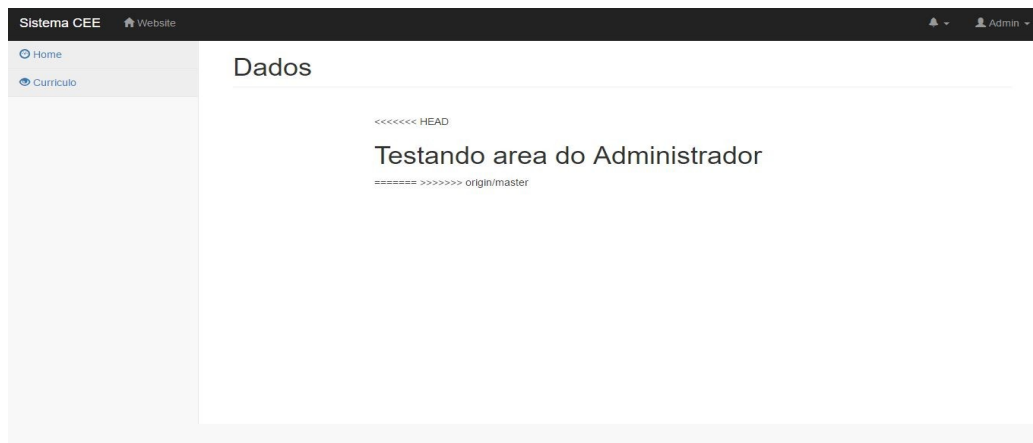 Sistema CEE Website Admin
Home
Curriculo
Dados
<<<<<<< HEAD
Testando area do Administrador
======= >>>>>>> origin/master